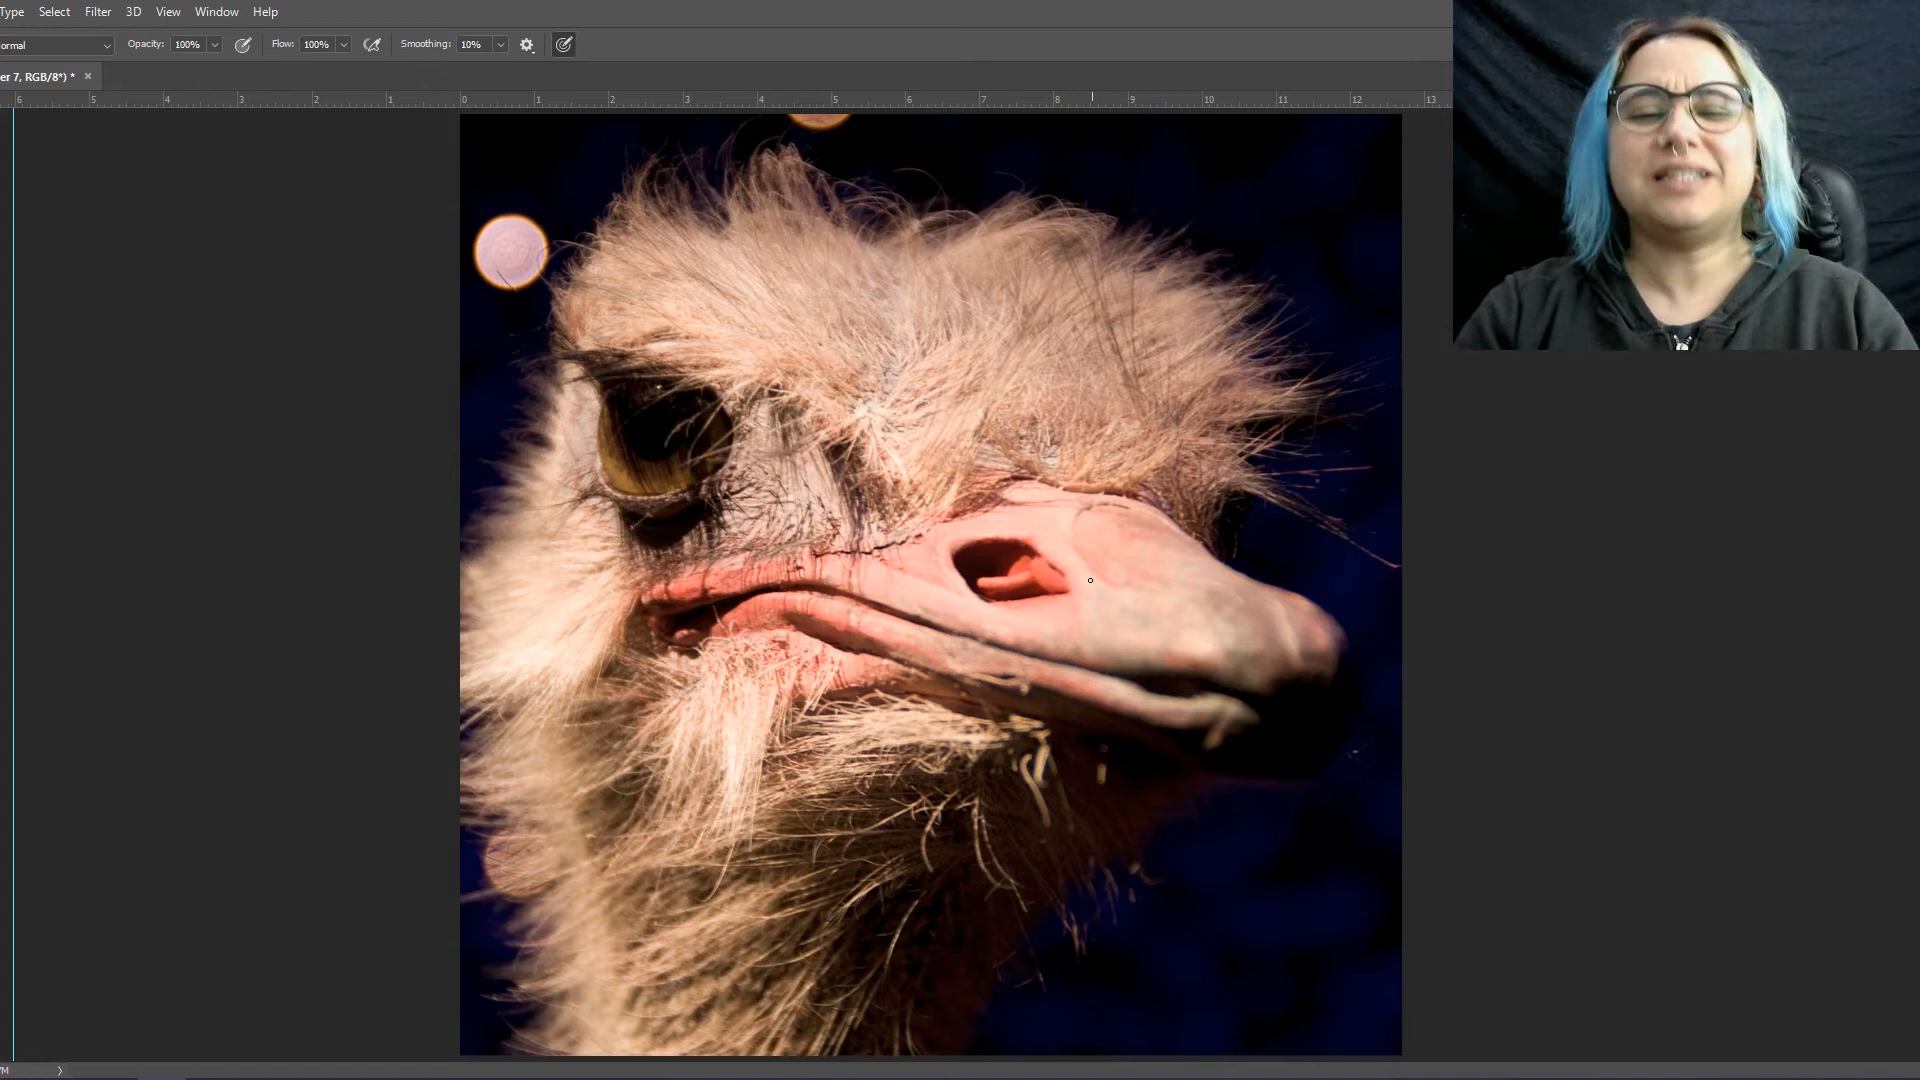 Type Select Filter 3D View Window Help
ormal Opacity: 100% Flow: 100% Smoothing: 10%
er 7, RGB/8*) * ×
6 5 4 3 2 1 0 1 2 3 4 5 6 7 8 9 10 11 12 13